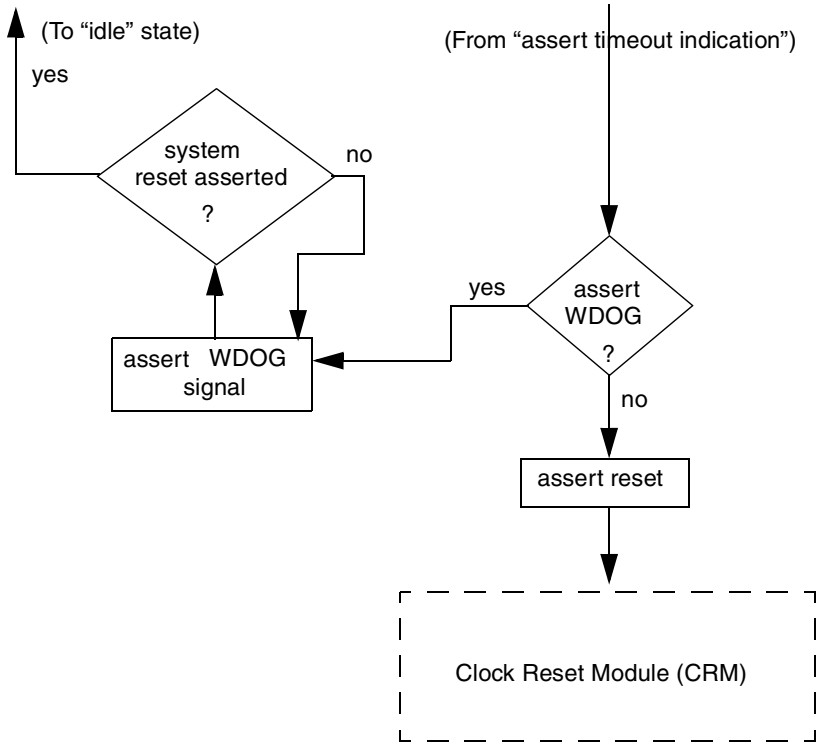 (To “idle” state)
(From “assert timeout indication”)
yes
system
reset asserted
?
no
yes
assert
WDOG
?
assert WDOG
signal
no
assert reset
Clock Reset Module (CRM)